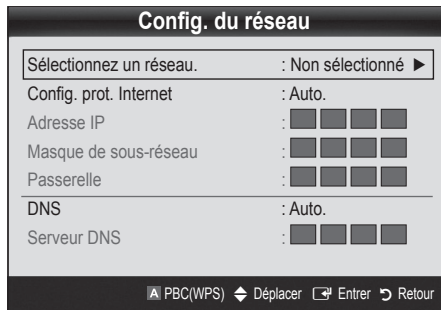 Config. du réseau
Sélectionnez un réseau. : Non sélectionné ▶
Config. prot. Internet : Auto.
Adresse IP :
Masque de sous-réseau :
Passerelle :
DNS : Auto.
Serveur DNS :
A PBC(WPS) Déplacer Entrer Retour